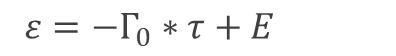 𝜀 = −Γ₀ ∗ 𝜏 + 𝐸